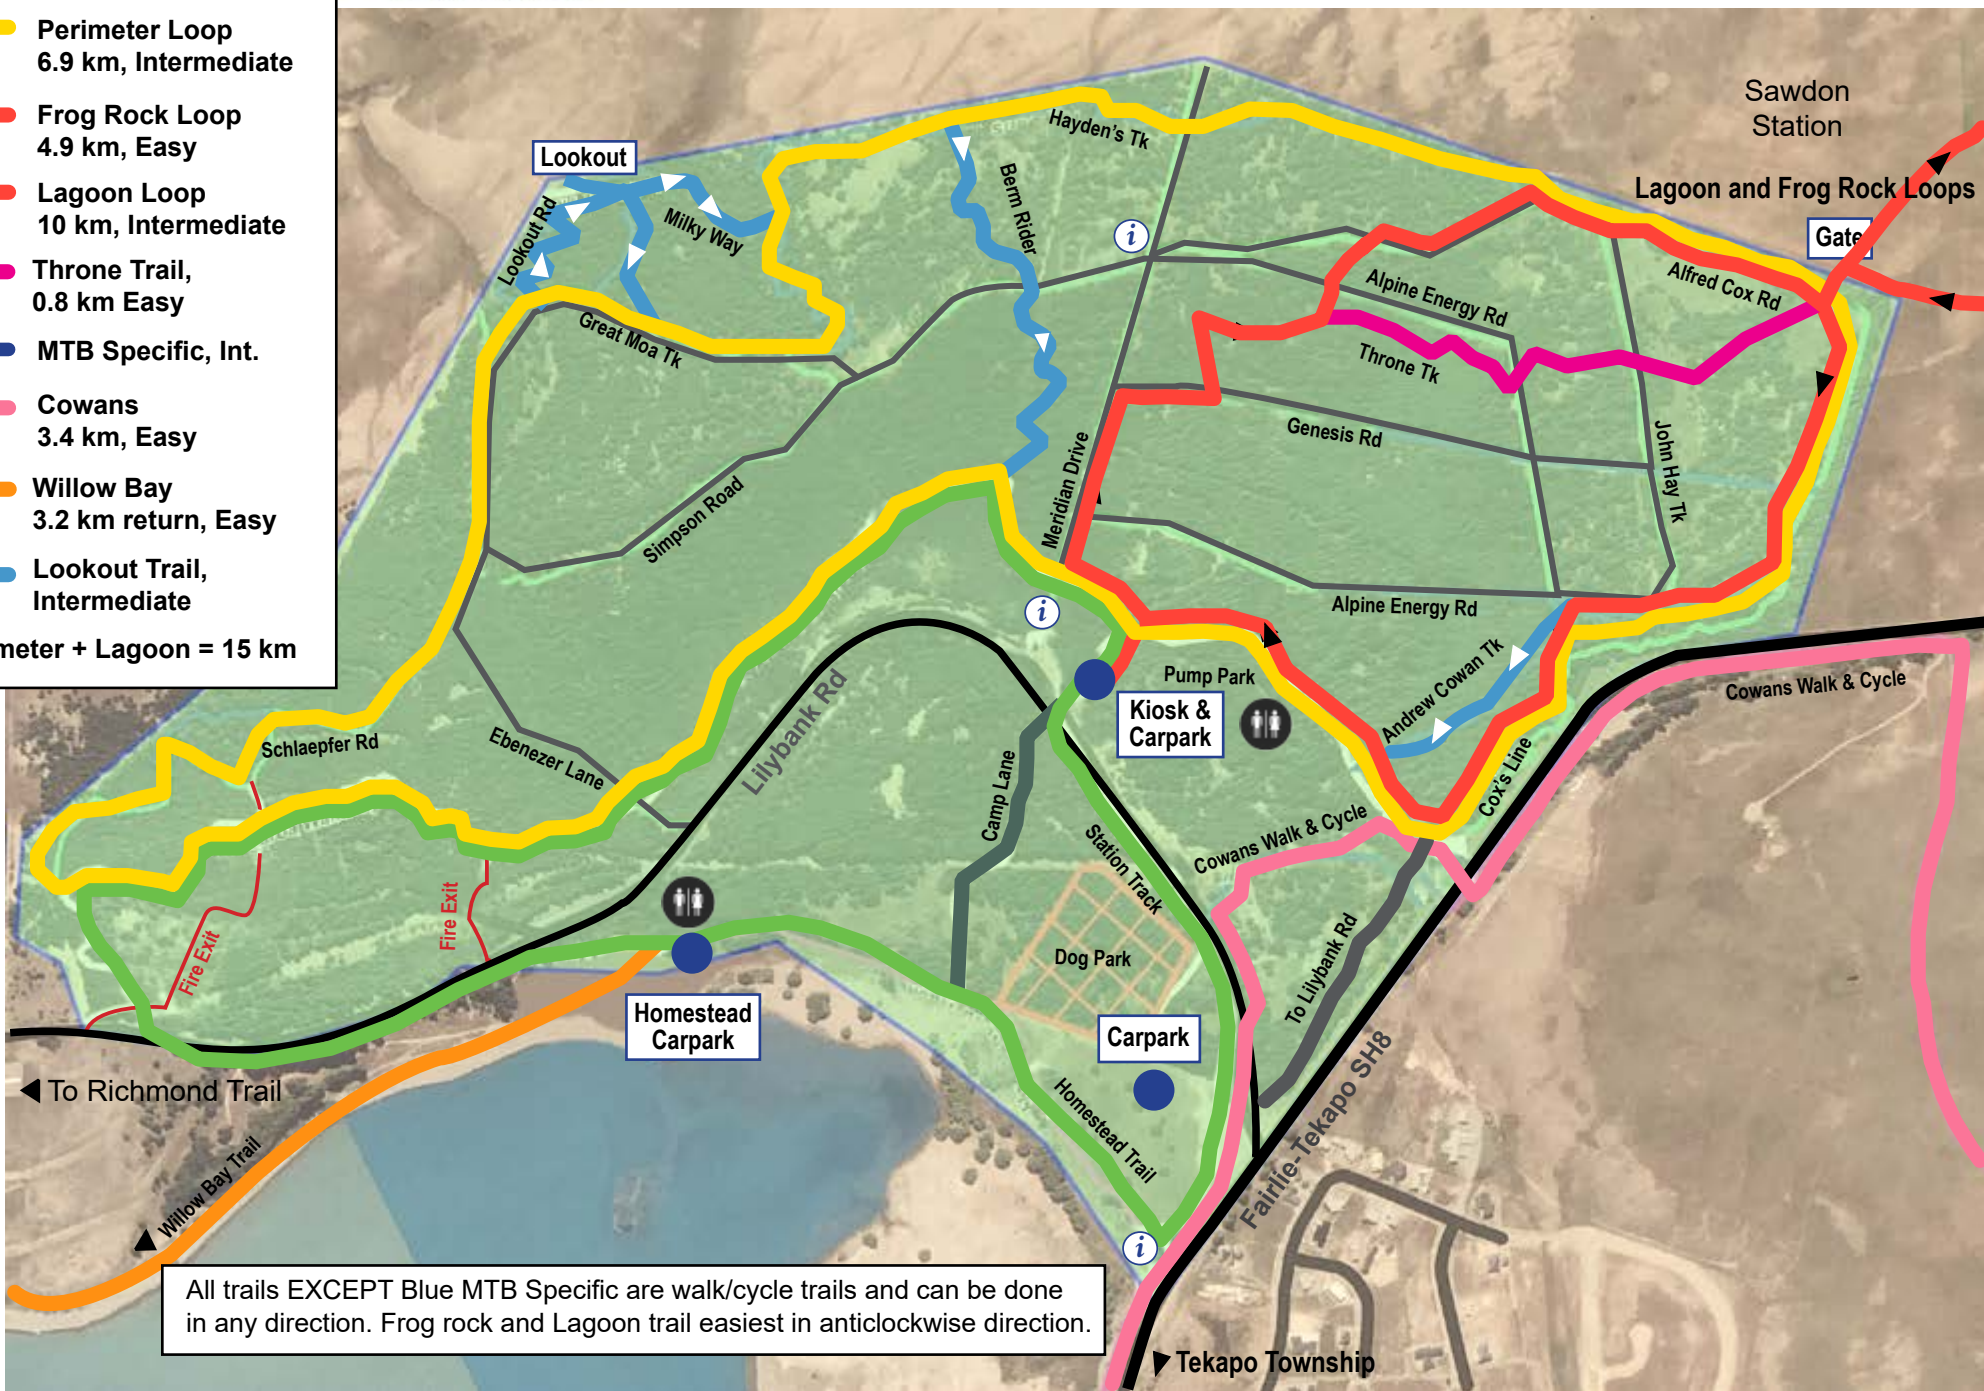 Perimeter Loop
6.9 km, Intermediate
Frog Rock Loop
4.9 km, Easy
Lagoon Loop
10 km, Intermediate
Throne Trail,
0.8 km Easy
MTB Specific, Int.
Cowans
3.4 km, Easy
Willow Bay
3.2 km return, Easy
Lookout Trail,
Intermediate
meter + Lagoon = 15 km
Sawdon
Station
Lagoon and Frog Rock Loops
Gate
Lookout
Lookout Rd
Milky Way
Great Moa Tk
Hayden's Tk
Berm Rider
i
Alpine Energy Rd
Alfred Cox Rd
Throne Tk
Genesis Rd
John Hay Tk
Meridian Drive
Simpson Road
Alpine Energy Rd
i
Lilybank Rd
Schlaepfer Rd
Ebenezer Lane
Pump Park
Kiosk &
Carpark
Andrew Cowan Tk
Cox's Line
Cowans Walk & Cycle
Cowans Walk & Cycle
Camp Lane
Station Track
Fire Exit
Fire Exit
Dog Park
To Lilybank Rd
Homestead
Carpark
Carpark
Homestead Trail
Fairlie-Tekapo SH8
To Richmond Trail
Willow Bay Trail
i
All trails EXCEPT Blue MTB Specific are walk/cycle trails and can be done
in any direction. Frog rock and Lagoon trail easiest in anticlockwise direction.
Tekapo Township